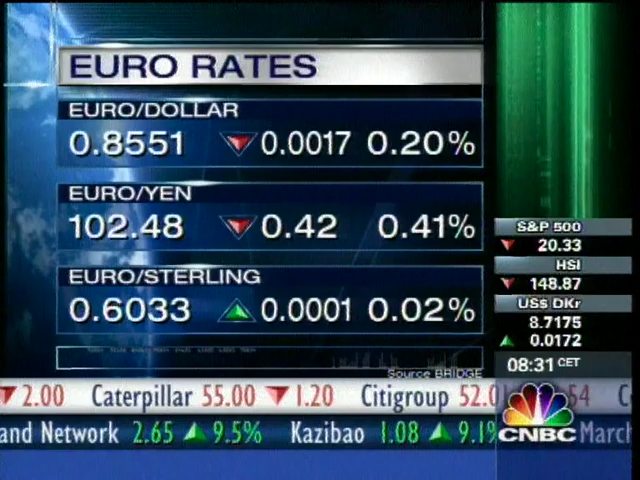 EURO RATES
EURO/DOLLAR
0.8551 0.0017 0.20%
EURO/YEN
102.48 0.42 0.41%
EURO/STERLING
0.6033 0.0001 0.02%
Source BRIDGE
S&P 500
20.33
HSI
148.87
US$ DKr
8.7175
0.0172
08:31 CET
2.00 Caterpillar 55.00 1.20 Citigroup 52.0 54 C
and Network 2.65 9.5% Kazibao 1.08 9.1% March
CNBC